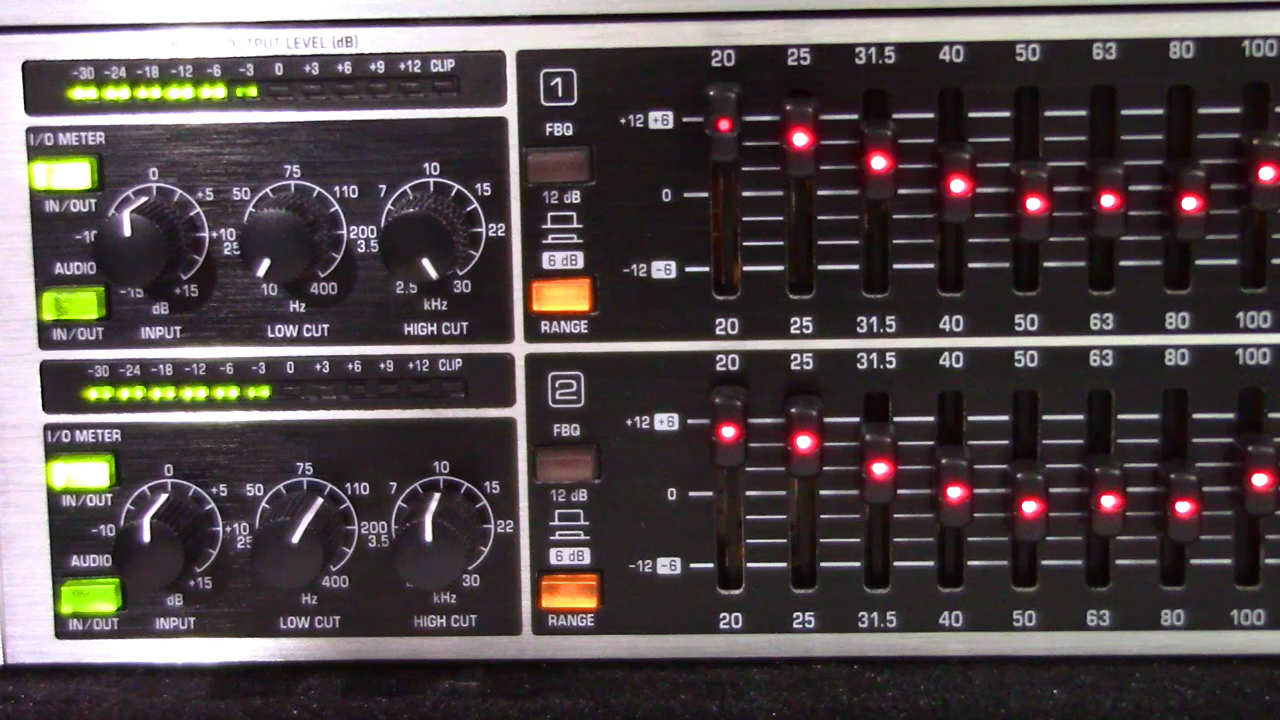 OUTPUT LEVEL (dB)
-30 -24 -18 -12 -6 -3 0 +3 +6 +9 +12 CLIP
I/O METER
IN/OUT
AUDIO
IN/OUT
0
+5
-10
+10
-15
+15
dB
INPUT
75
50
110
25
200
10
400
Hz
LOW CUT
10
7
15
3.5
22
2.5
30
kHz
HIGH CUT
1
FBQ
12 dB
6 dB
RANGE
20 25 31.5 40 50 63 80 100
+12 +6
0
-12 -6
20 25 31.5 40 50 63 80 100
-30 -24 -18 -12 -6 -3 0 +3 +6 +9 +12 CLIP
I/O METER
IN/OUT
AUDIO
IN/OUT
0
+5
-10
+10
+15
dB
INPUT
75
50
110
200
400
Hz
LOW CUT
10
7
15
3.5
22
30
kHz
HIGH CUT
2
FBQ
12 dB
6 dB
RANGE
20 25 31.5 40 50 63 80 100
+12 +6
0
-12 -6
20 25 31.5 40 50 63 80 100